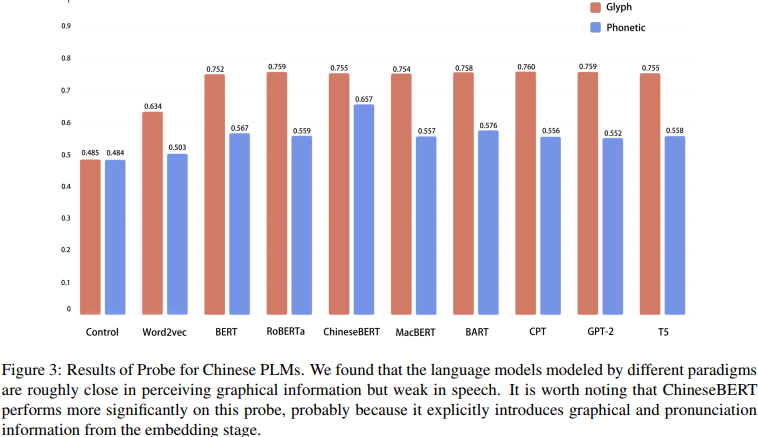 Glyph
Phonetic
0.9
0.8
0.7
0.6
0.5
0.4
0.3
0.2
0.1
0
0.485 0.484
0.634 0.503
0.752 0.567
0.759 0.559
0.755 0.657
0.754 0.557
0.758 0.576
0.760 0.556
0.759 0.552
0.755 0.558
Control Word2vec BERT RoBERTa ChineseBERT MacBERT BART CPT GPT-2 T5
Figure 3: Results of Probe for Chinese PLMs. We found that the language models modeled by different paradigms
are roughly close in perceiving graphical information but weak in speech. It is worth noting that ChineseBERT
performs more significantly on this probe, probably because it explicitly introduces graphical and pronunciation
information from the embedding stage.